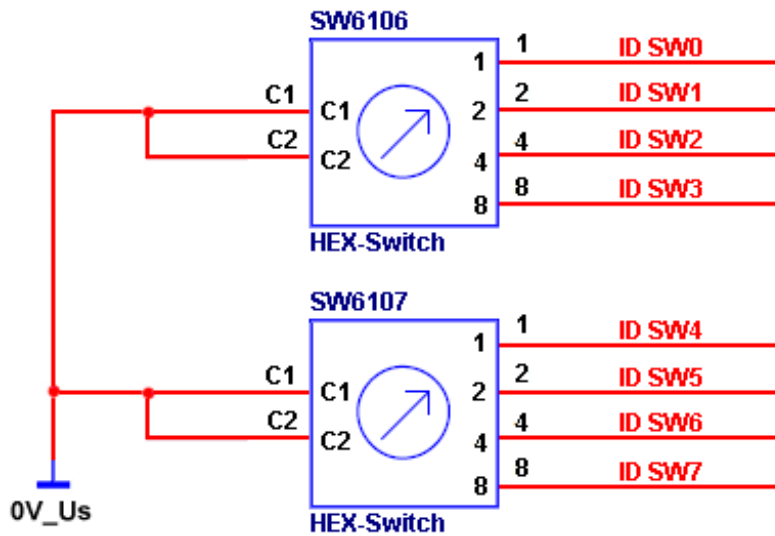 SW6106
1 1 ID SW0
C1 C1 2 2 ID SW1
C2 C2 4 4 ID SW2
8 8 ID SW3
HEX-Switch
SW6107
1 1 ID SW4
C1 C1 2 2 ID SW5
C2 C2 4 4 ID SW6
8 8 ID SW7
0V_Us
HEX-Switch